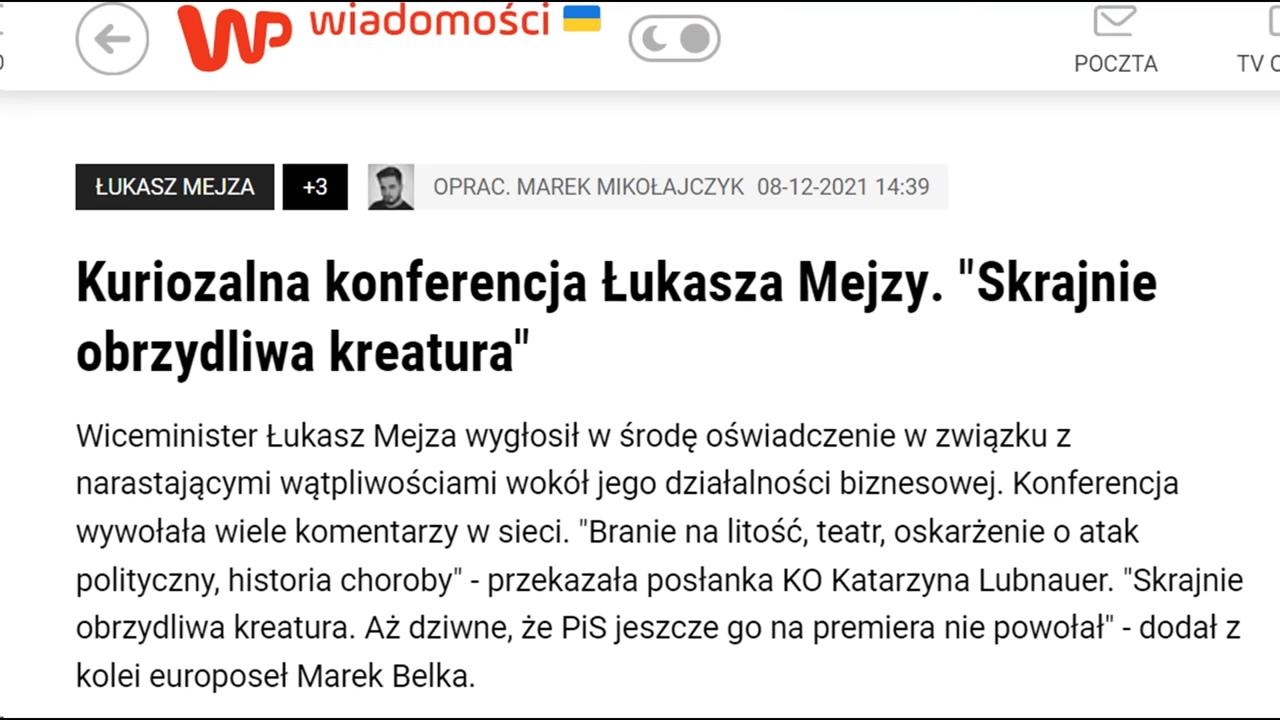 wp wiadomości
POCZTA
TV
ŁUKASZ MEJZA +3 OPRAC. MAREK MIKOŁAJCZYK 08-12-2021 14:39
Kuriozalna konferencja Łukasza Mejzy. "Skrajnie
obrzydliwa kreatura"
Wiceminister Łukasz Mejza wygłosił w środę oświadczenie w związku z
narastającymi wątpliwościami wokół jego działalności biznesowej. Konferencja
wywołała wiele komentarzy w sieci. "Branie na litość, teatr, oskarżenie o atak
polityczny, historia choroby" - przekazała posłanka KO Katarzyna Lubnauer. "Skrajnie
obrzydliwa kreatura. Aż dziwne, że PiS jeszcze go na premiera nie powołał" - dodał z
kolei europoseł Marek Belka.